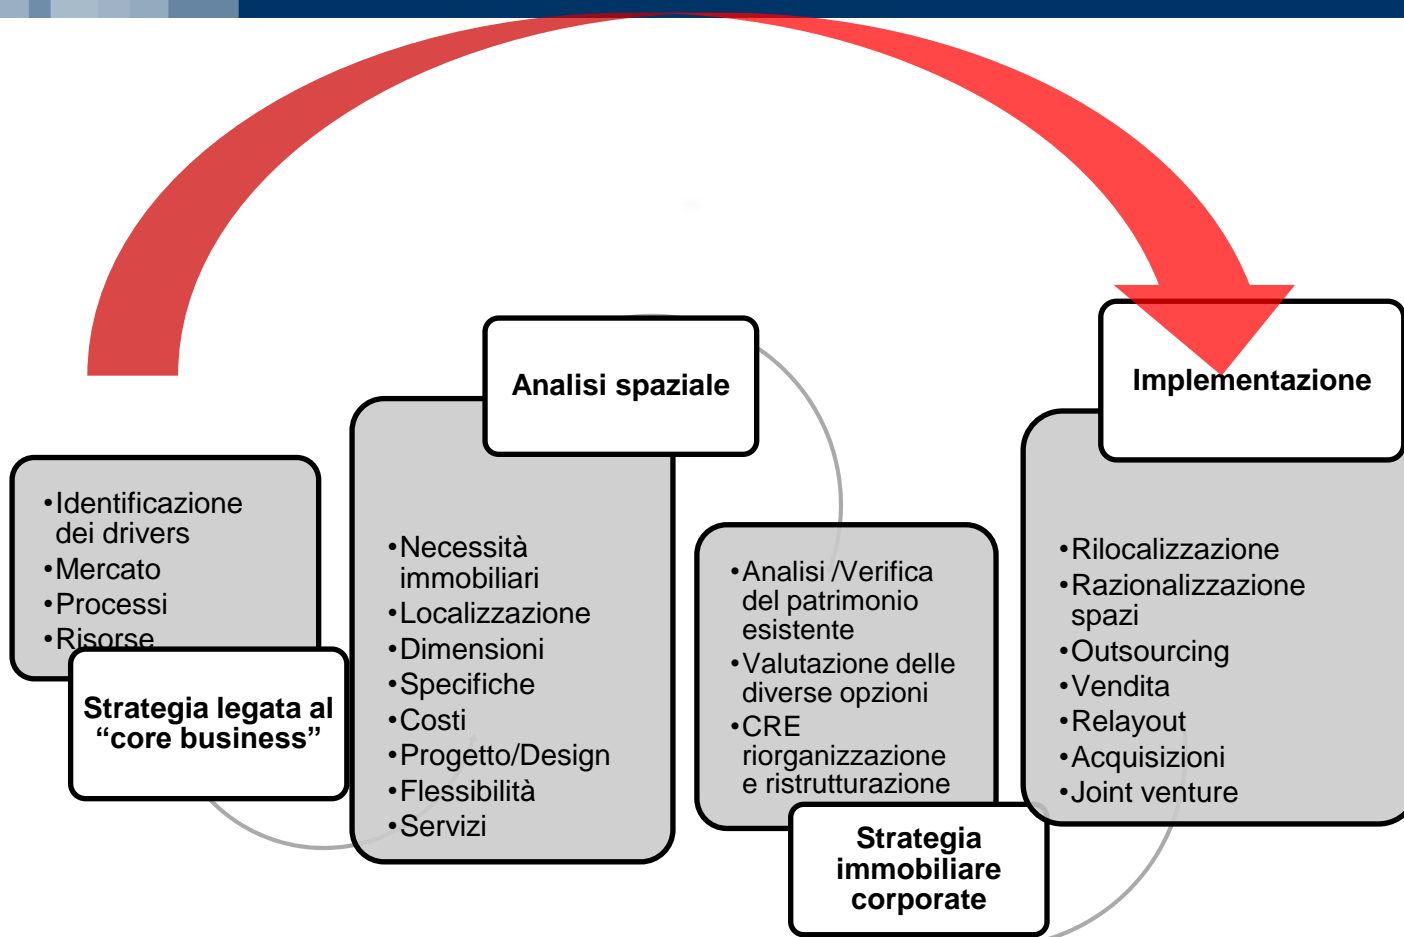 •Identificazione
dei drivers
•Mercato
•Processi
•Risorse
Strategia legata al
“core business”
Analisi spaziale
•Necessità
immobiliari
•Localizzazione
•Dimensioni
•Specifiche
•Costi
•Progetto/Design
•Flessibilità
•Servizi
•Analisi /Verifica
del patrimonio
esistente
•Valutazione delle
diverse opzioni
•CRE
riorganizzazione
e ristrutturazione
Strategia
immobiliare
corporate
Implementazione
•Rilocalizzazione
•Razionalizzazione
spazi
•Outsourcing
•Vendita
•Relayout
•Acquisizioni
•Joint venture